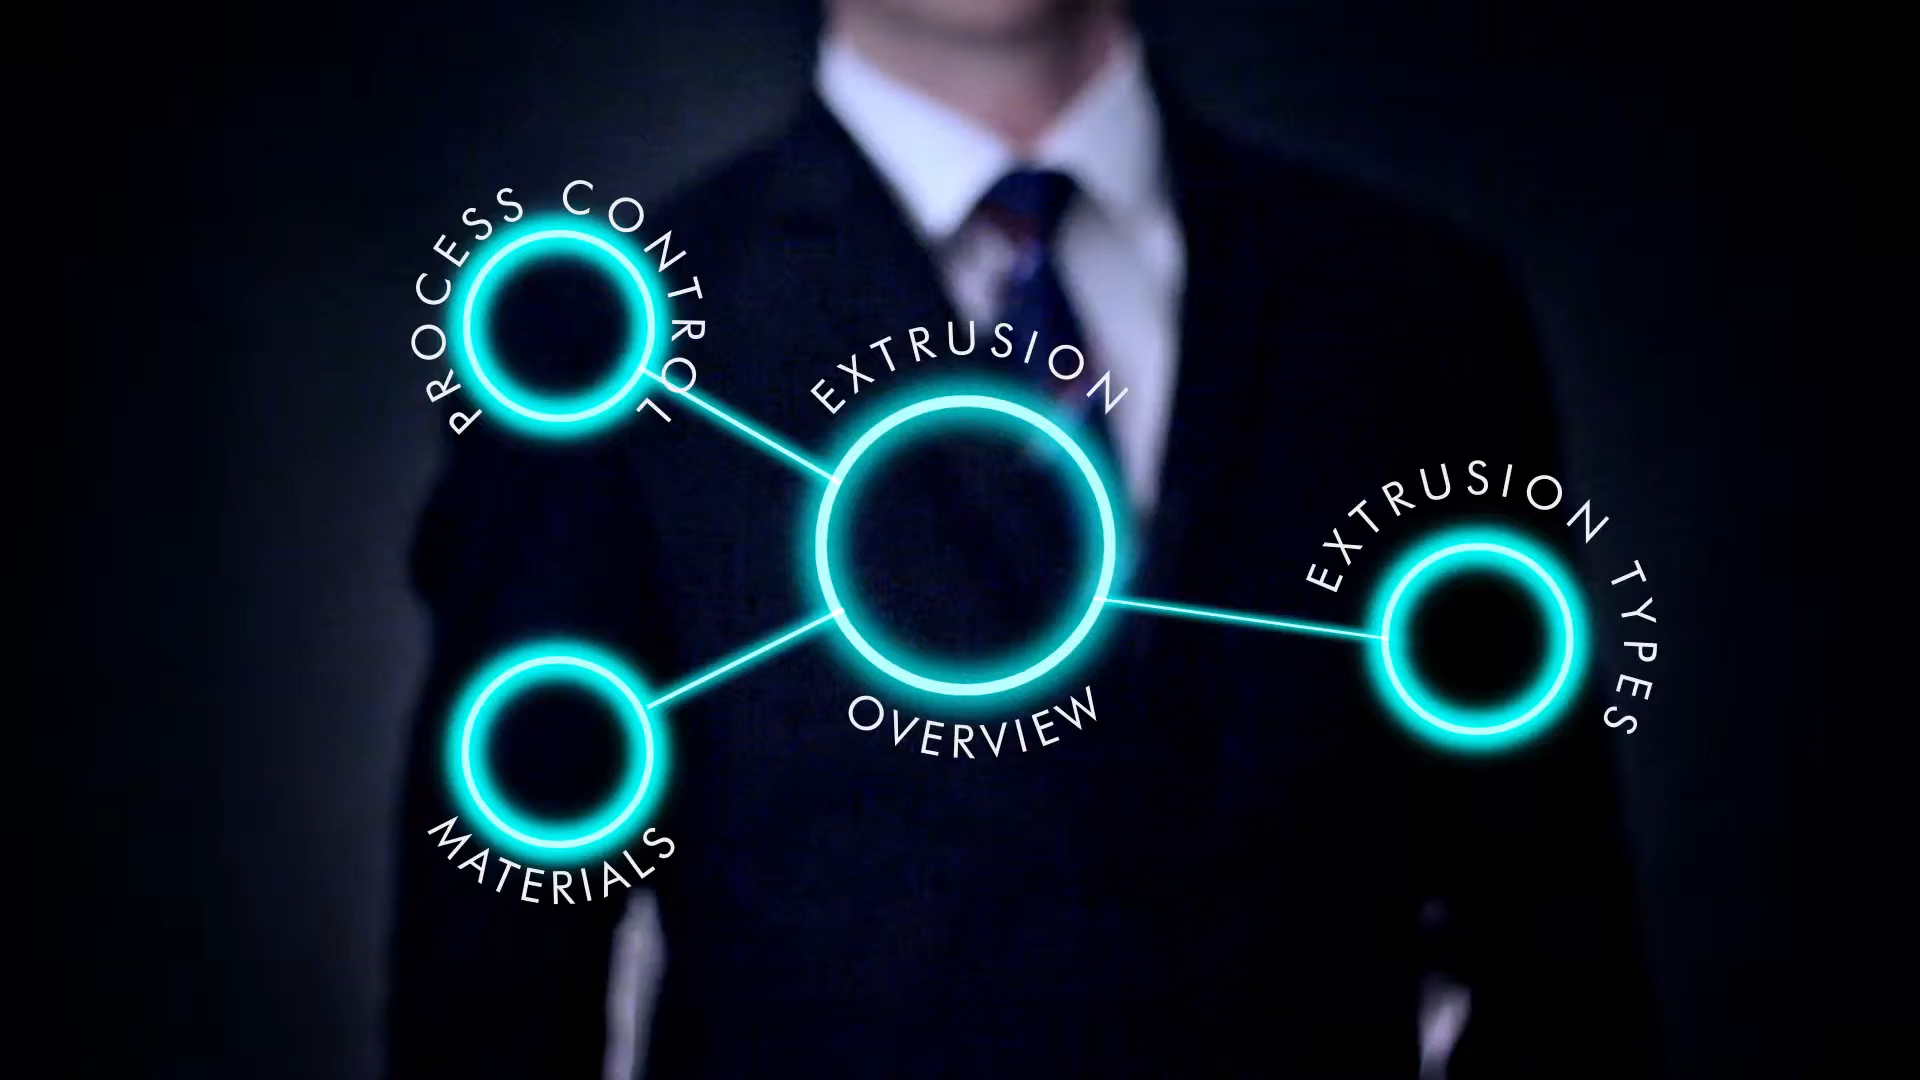 PROCESS CONTROL
EXTRUSION
OVERVIEW
EXTRUSION TYPES
MATERIALS